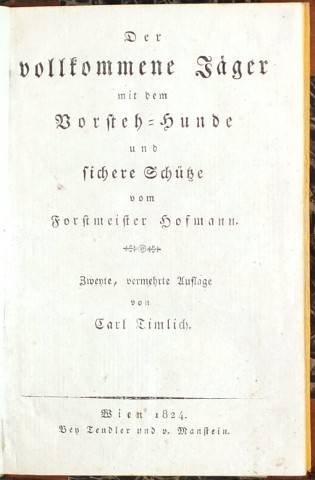 Der
vollkommene Jäger
mit dem
Vorsteh=Hunde
und
sichere Schütze
vom
Forstmeister Hofmann.
Zweyte, vermehrte Auflage
von
Carl Timlich.
Wien 1824.
Bey Tendler und v. Manstein.